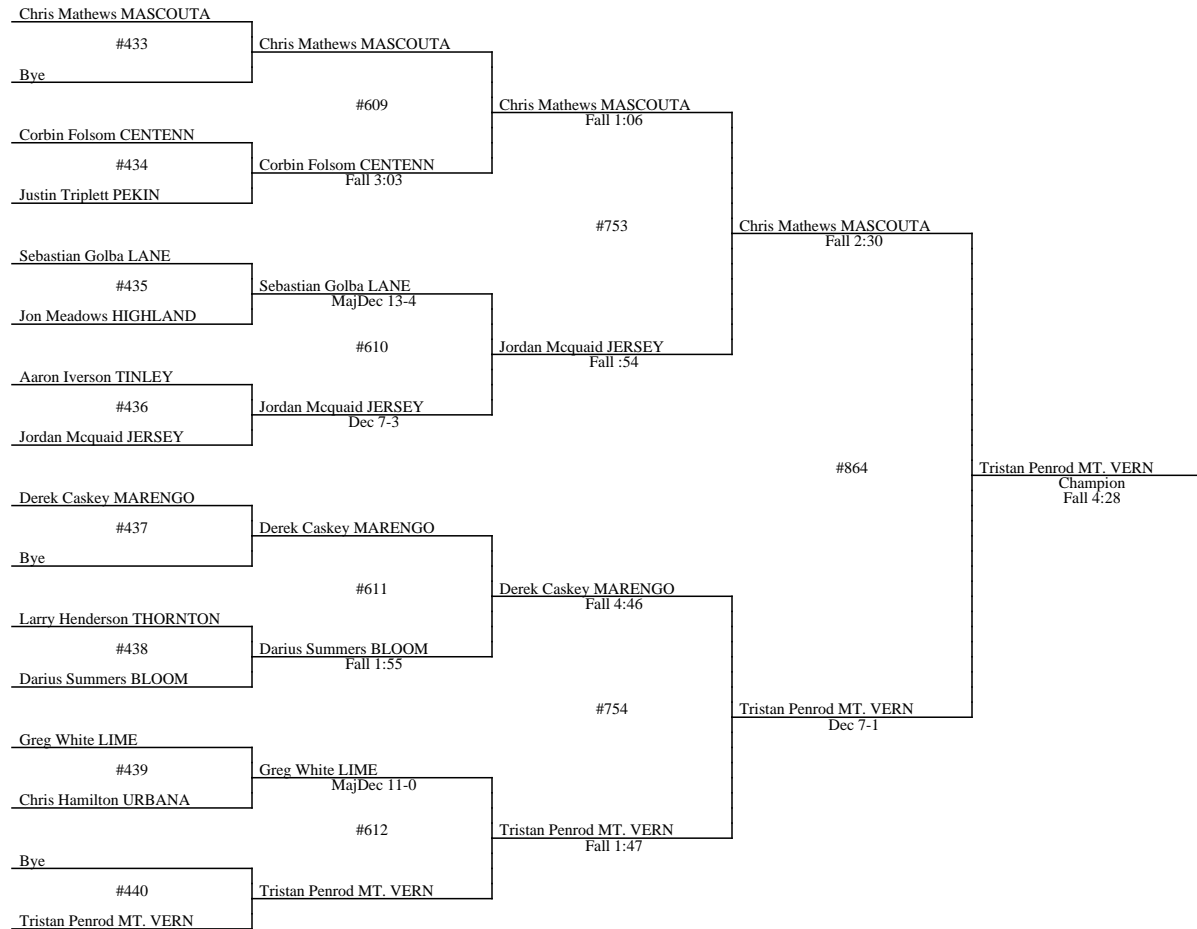 Chris Mathews MASCOUTA
#433
Bye
Chris Mathews MASCOUTA
#609
Corbin Folsom CENTENN
#434
Justin Triplett PEKIN
Corbin Folsom CENTENN
Fall 3:03
Chris Mathews MASCOUTA
Fall 1:06
#753
Sebastian Golba LANE
#435
Jon Meadows HIGHLAND
Sebastian Golba LANE
MajDec 13-4
#610
Aaron Iverson TINLEY
#436
Jordan Mcquaid JERSEY
Jordan Mcquaid JERSEY
Dec 7-3
Jordan Mcquaid JERSEY
Fall :54
Chris Mathews MASCOUTA
Fall 2:30
#864
Derek Caskey MARENGO
#437
Bye
Derek Caskey MARENGO
#611
Larry Henderson THORNTON
#438
Darius Summers BLOOM
Darius Summers BLOOM
Fall 1:55
Derek Caskey MARENGO
Fall 4:46
#754
Greg White LIME
#439
Chris Hamilton URBANA
Greg White LIME
MajDec 11-0
#612
Bye
#440
Tristan Penrod MT. VERN
Tristan Penrod MT. VERN
Tristan Penrod MT. VERN
Fall 1:47
Tristan Penrod MT. VERN
Dec 7-1
Tristan Penrod MT. VERN
Champion
Fall 4:28